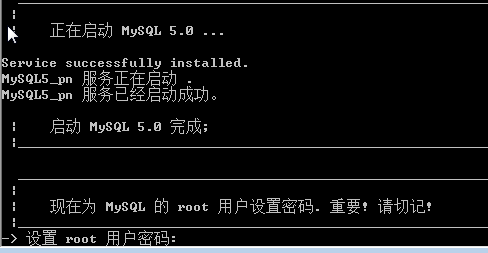 正在启动 MySQL 5.0 ...
Service successfully installed.
MySQL5_pn 服务正在启动 .
MySQL5_pn 服务已经启动成功。
启动 MySQL 5.0 完成;
现在为 MySQL 的 root 用户设置密码. 重要! 请切记!
-> 设置 root 用户密码: